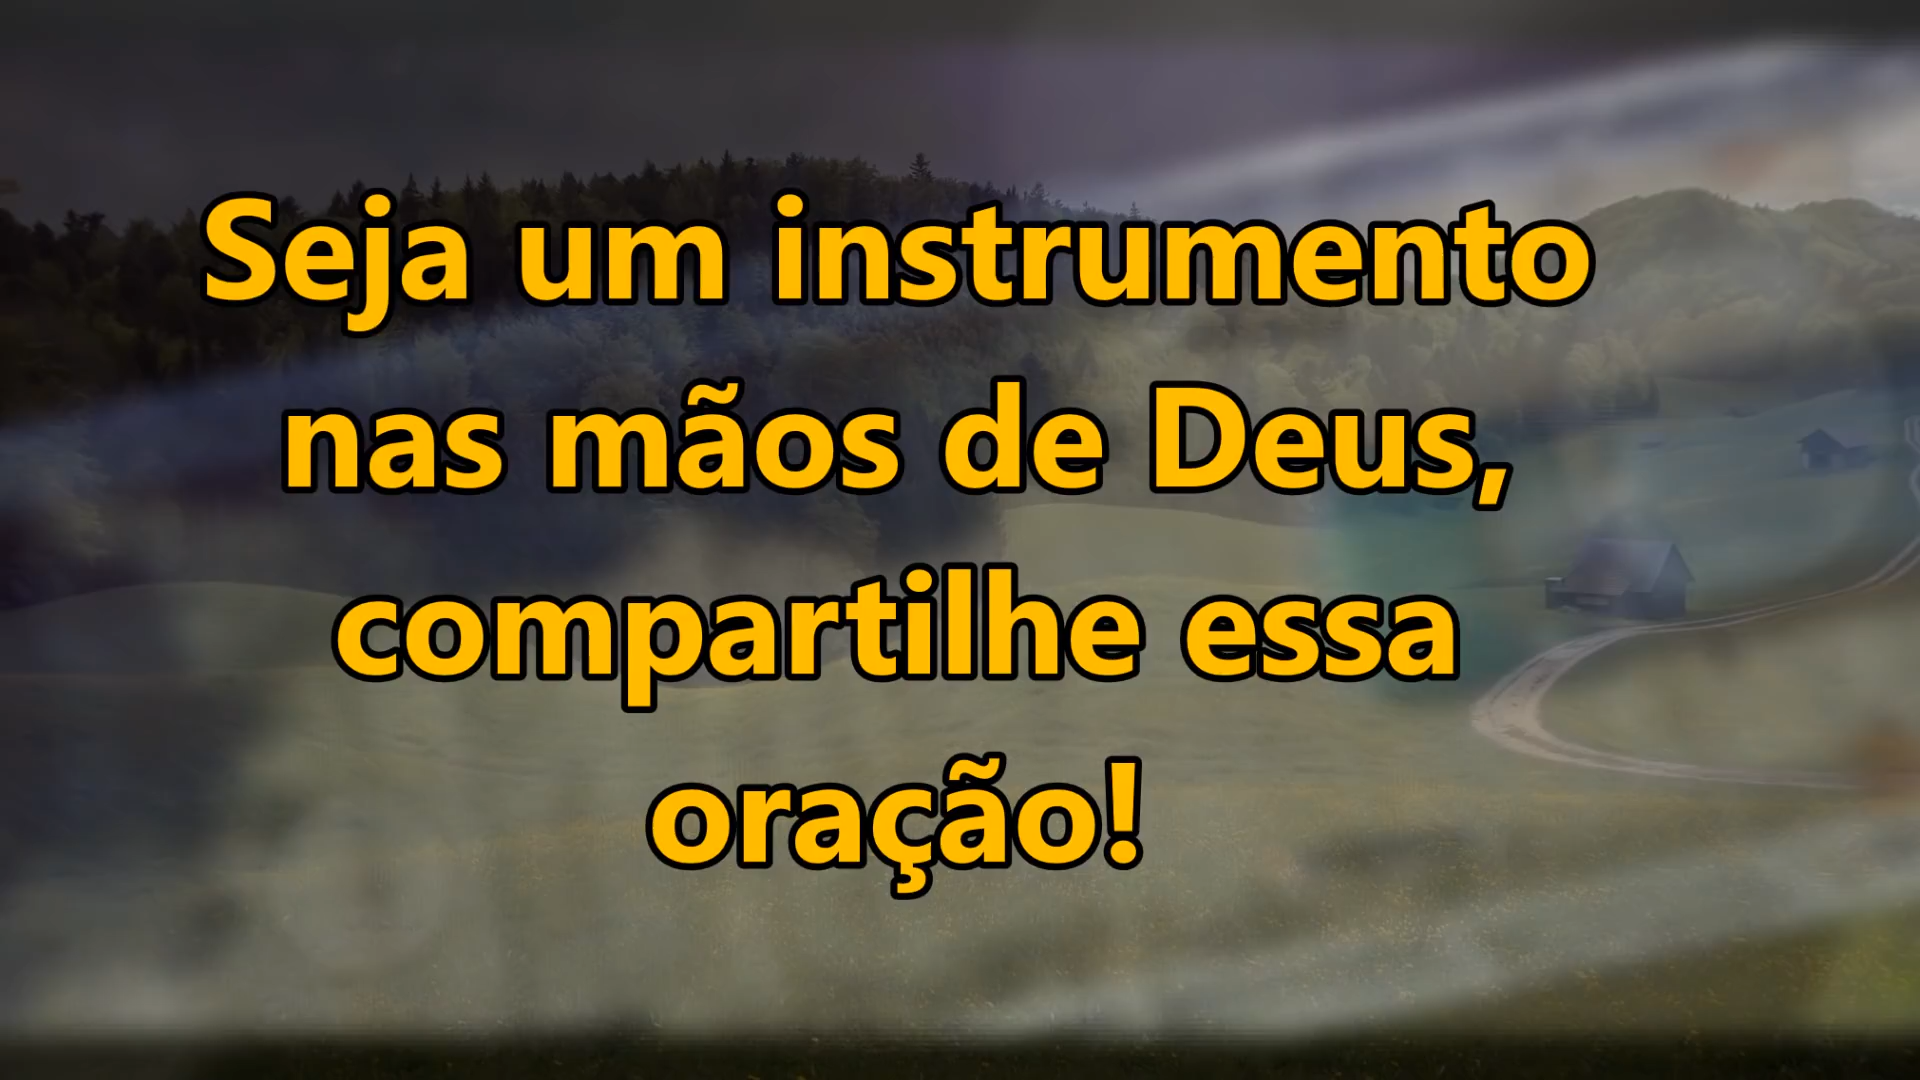 Seja um instrumento
nas mãos de Deus,
compartilhe essa
oração!